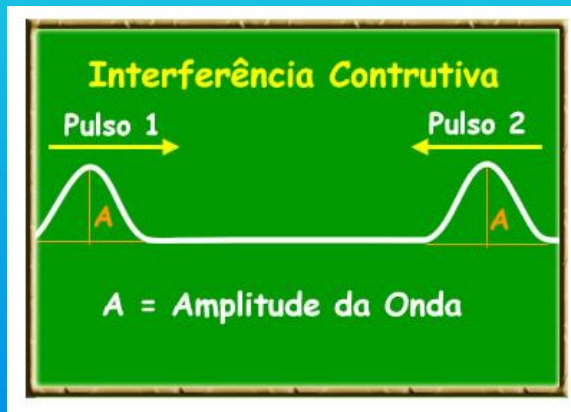 Interferência Contrutiva
Pulso 1
Pulso 2
A
A
A = Amplitude da Onda